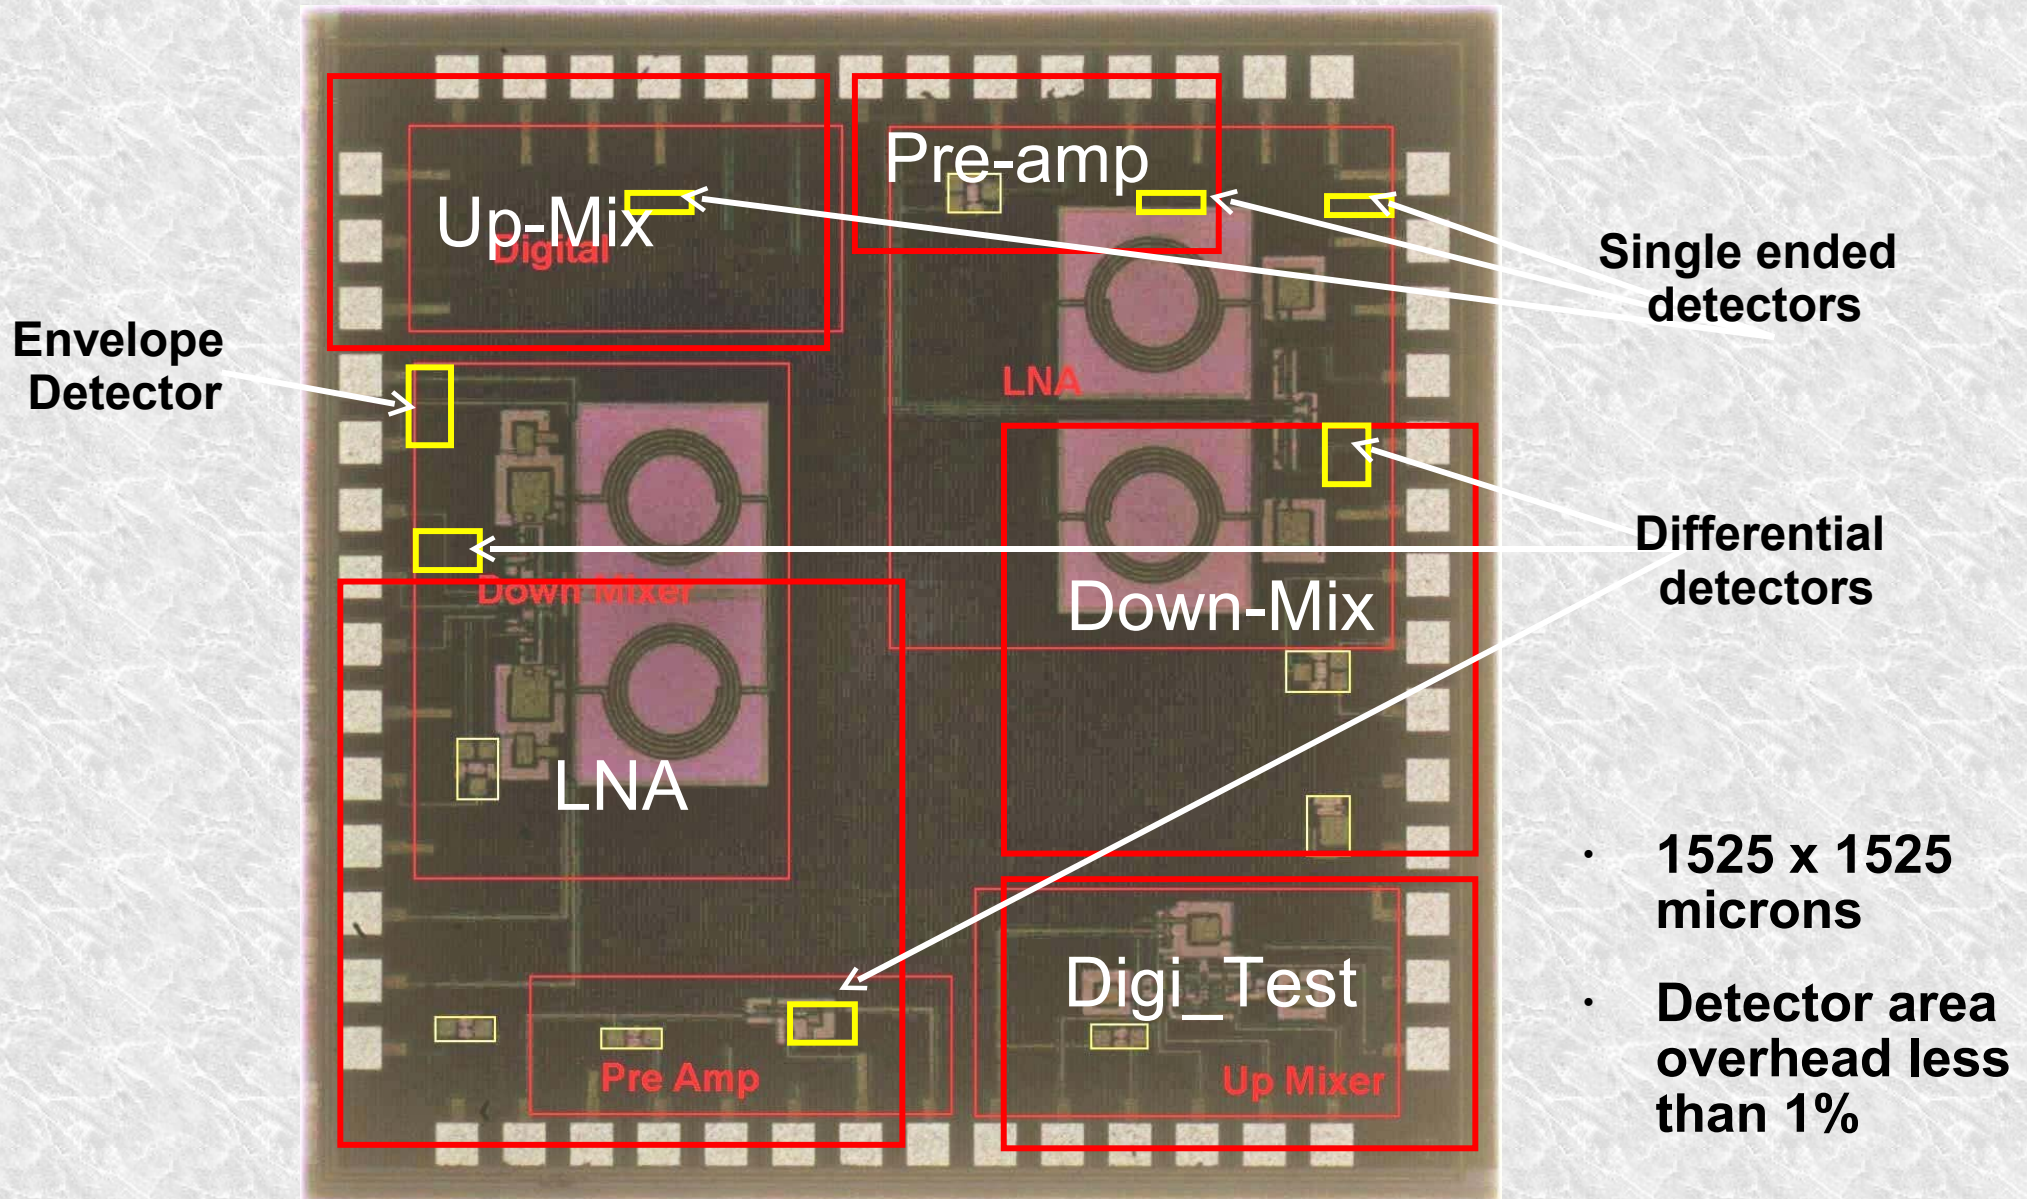 Pre-amp
Up-Mix
Digital
Single ended
detectors
Envelope
Detector
LNA
Differential
detectors
Down Mixer
Down-Mix
LNA
· 1525 x 1525
microns
Digi_Test
· Detector area
overhead less
than 1%
Pre Amp
Up Mixer